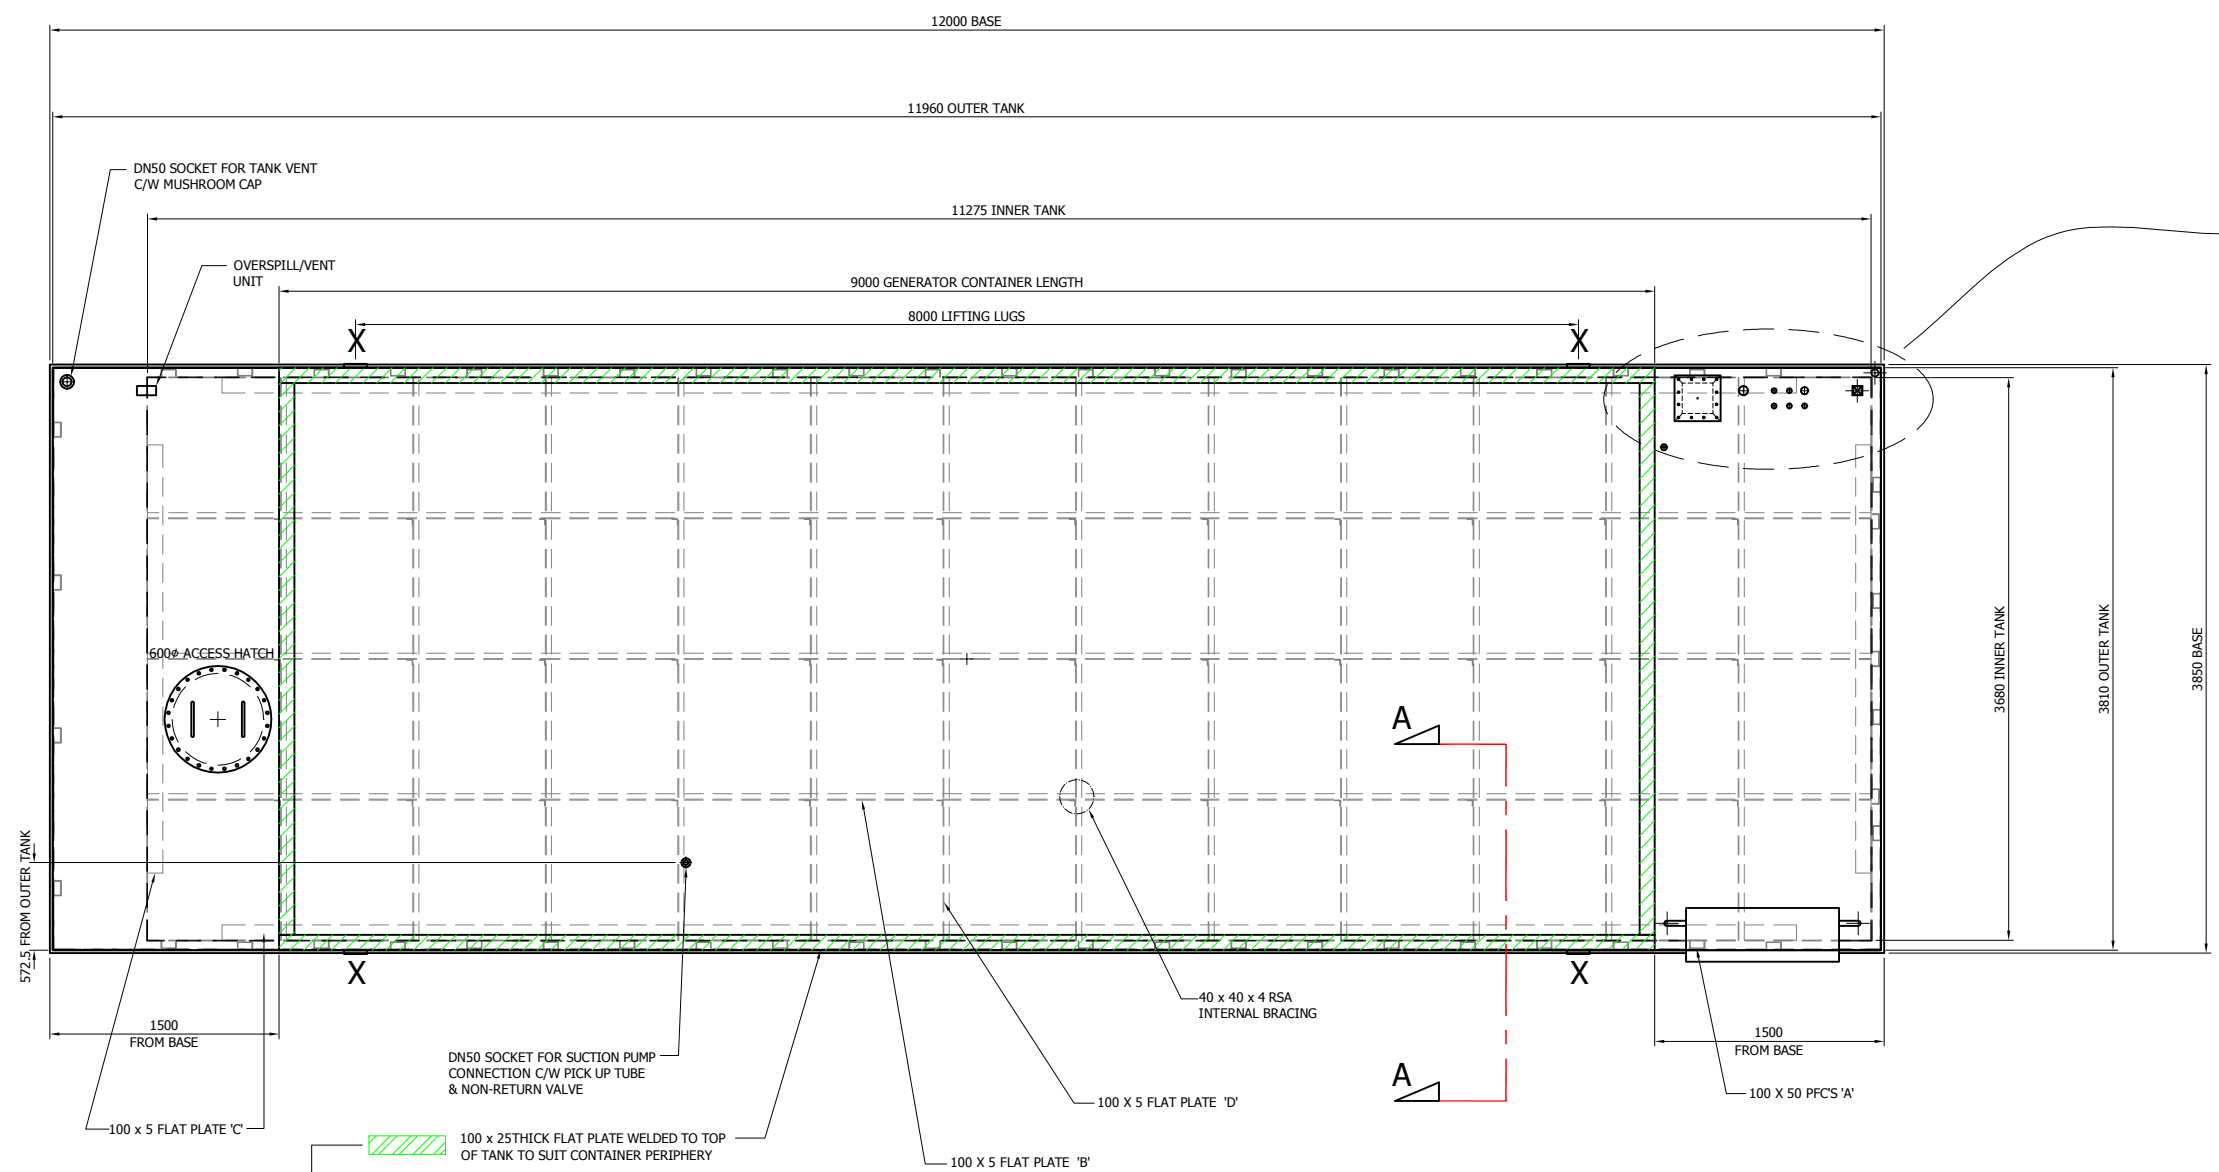 12000 BASE
11960 OUTER TANK
DN50 SOCKET FOR TANK VENT
C/W MUSHROOM CAP
11275 INNER TANK
OVERSPILL/VENT
UNIT
9000 GENERATOR CONTAINER LENGTH
8000 LIFTING LUGS
X
X
600ø ACCESS HATCH
3680 INNER TANK
3810 OUTER TANK
3850 BASE
A
572.5 FROM OUTER TANK
X
X
40 x 40 x 4 RSA
INTERNAL BRACING
1500
FROM BASE
1500
FROM BASE
DN50 SOCKET FOR SUCTION PUMP
CONNECTION C/W PICK UP TUBE
& NON-RETURN VALVE
A
100 X 50 PFC'S 'A'
100 X 5 FLAT PLATE 'D'
100 x 5 FLAT PLATE 'C'
100 x 25THICK FLAT PLATE WELDED TO TOP
OF TANK TO SUIT CONTAINER PERIPHERY
100 X 5 FLAT PLATE 'B'